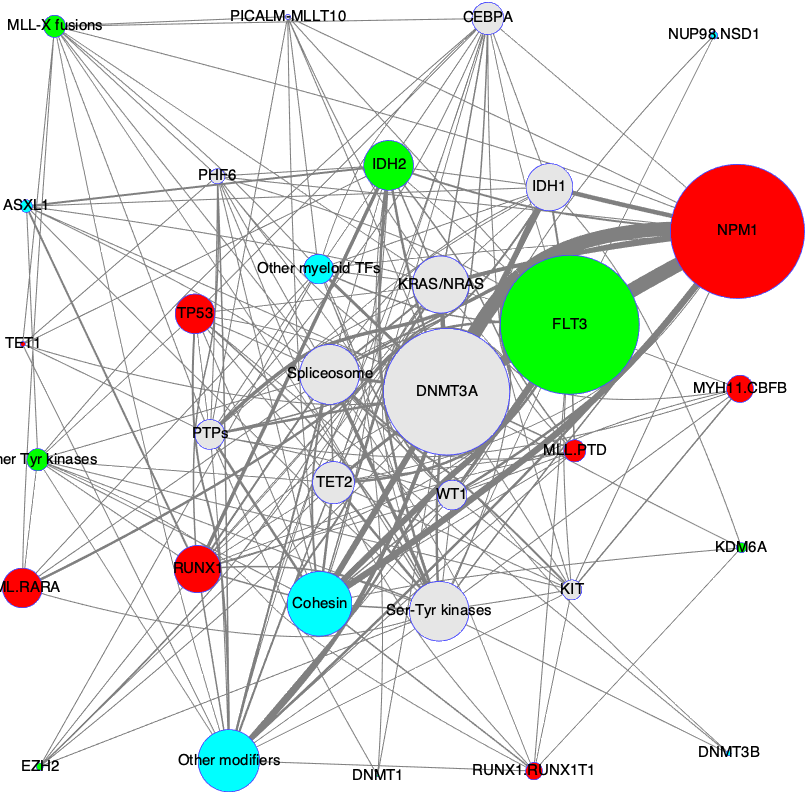 PICALM-MLLT10
CEBPA
MLL-X fusions
NUP98.NSD1
IDH2
PHF6
IDH1
ASXL1
NPM1
Other myeloid TFs
KRAS/NRAS
TP53
FLT3
TET1
Spliceosome
DNMT3A
MYH11.CBFB
PTPs
MLL.PTD
her Tyr kinases
TET2
WT1
KDM6A
RUNX1
ML.RARA
KIT
Cohesin
Ser-Tyr kinases
DNMT3B
Other modifiers
EZH2
RUNX1.RUNX1T1
DNMT1